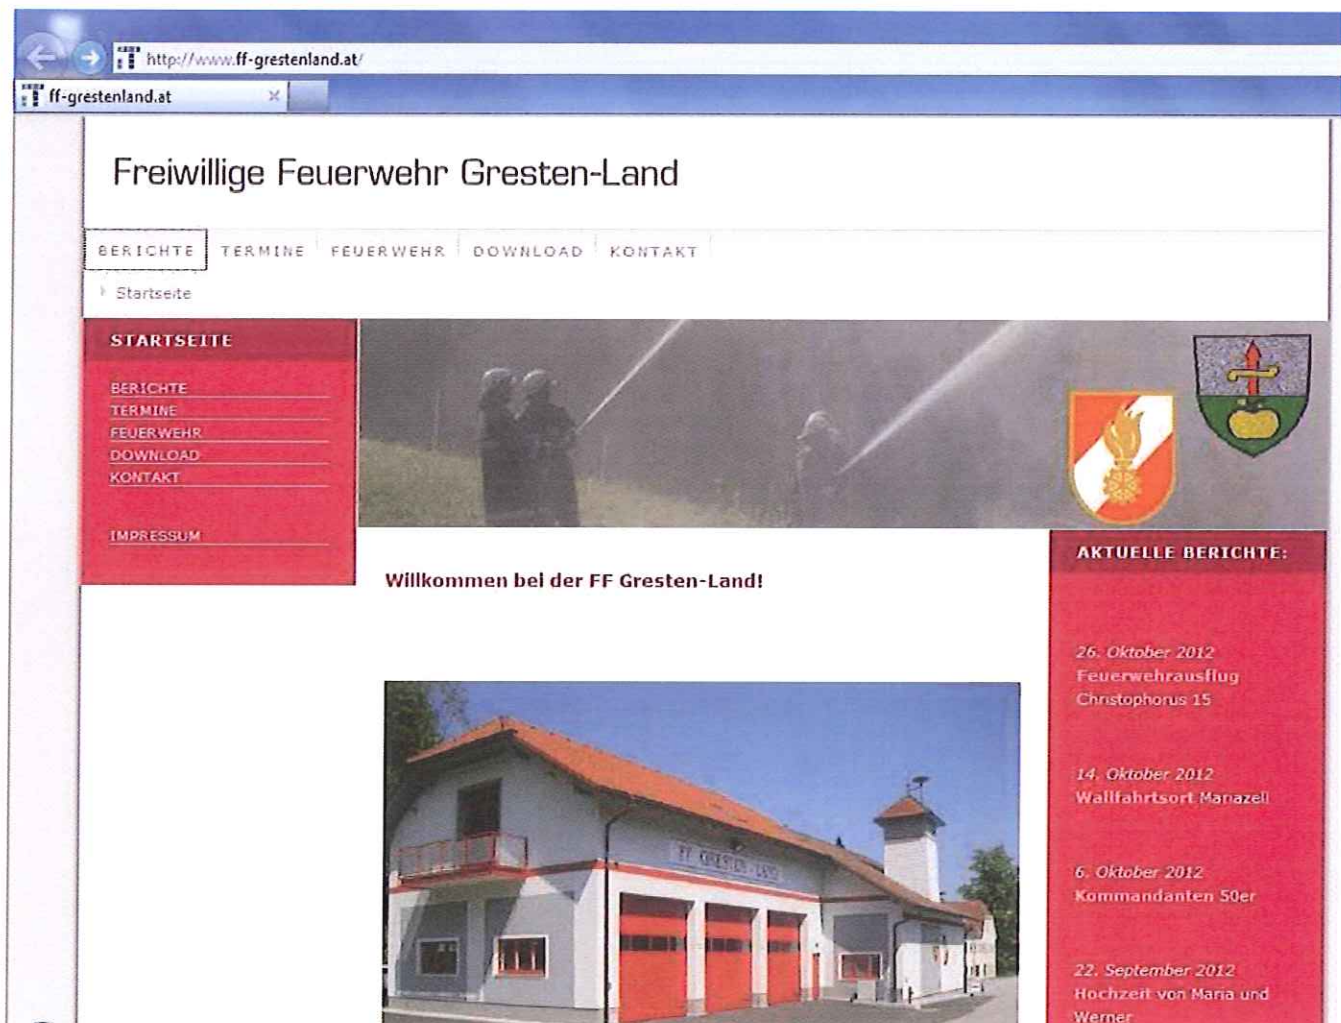 http://www.ff-grestenland.at/
ff-grestenland.at
Freiwillige Feuerwehr Gresten-Land
BERICHTE TERMINE FEUERWEHR DOWNLOAD KONTAKT
Startseite
STARTSEITE
BERICHTE
TERMINE
FEUERWEHR
DOWNLOAD
KONTAKT
IMPRESSUM
Willkommen bei der FF Gresten-Land!
FF GRESTEN - LAND
AKTUELLE BERICHTE:
26. Oktober 2012
Feuerwehrausflug
Christophorus 15
14. Oktober 2012
Wallfahrtsort Mariazell
6. Oktober 2012
Kommandanten 50er
22. September 2012
Hochzeit von Maria und
Werner